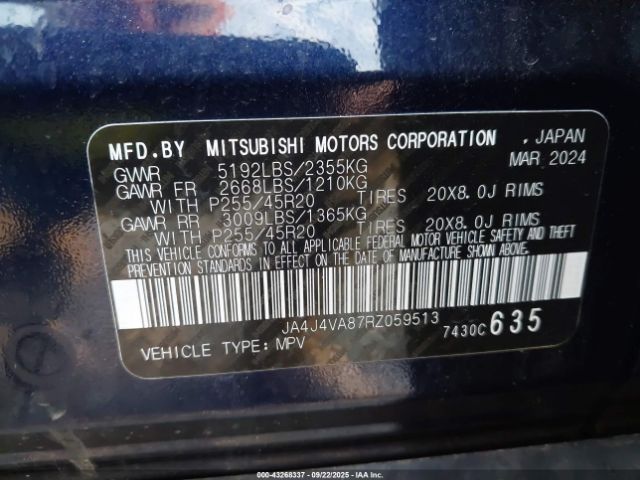 MFD.BY MITSUBISHI MOTORS CORPORATION , JAPAN
GVWR 5192LBS/2355KG MAR 2024
GAWR FR 2668LBS/1210KG
WITH P255/45R20 TIRES 20X8.0J RIMS
GAWR RR 3009LBS/1365KG
WITH P255/45R20 TIRES 20X8.0J RIMS
THIS VEHICLE CONFORMS TO ALL APPLICABLE FEDERAL MOTOR VEHICLE SAFETY AND THEFT
PREVENTION STANDARDS IN EFFECT ON THE DATE OF MANUFACTURE SHOWN ABOVE.
JA4J4VA87RZ059513
7430C 635
VEHICLE TYPE: MPV
000-43268337 - 09/22/2025 - IAA Inc.